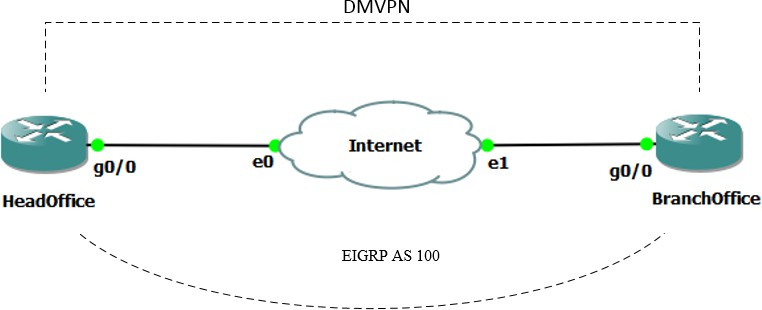 DMVPN
Internet
g0/0
e0
e1
g0/0
HeadOffice
BranchOffice
EIGRP AS 100